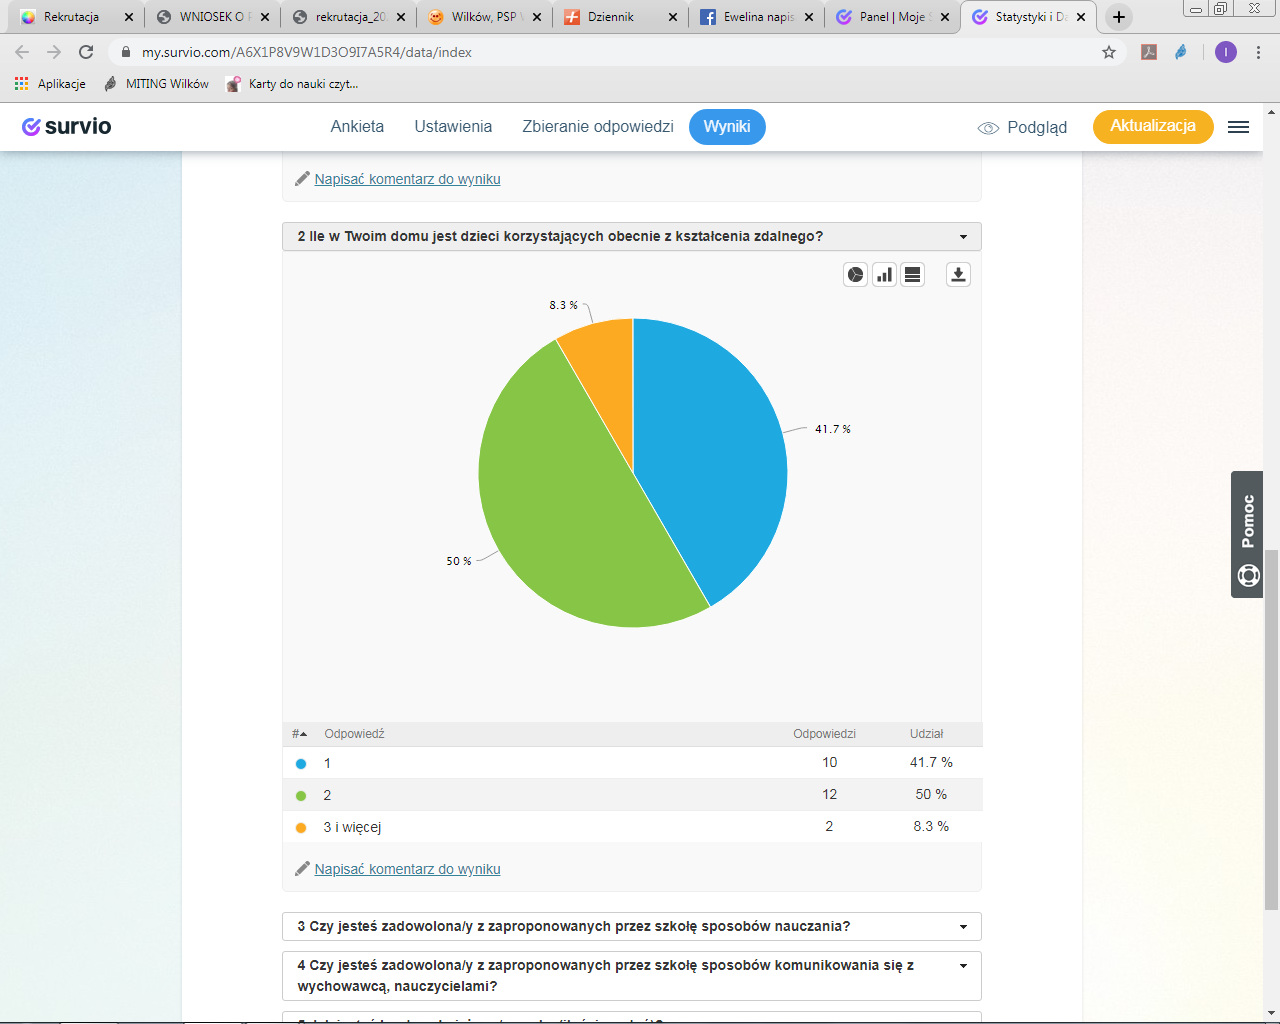 Rekrutacja
WNIOSEK O
rekrutacja_20
Wilków, PSP
Dziennik
Ewelina napis
Panel | Moje
Statystyki i Da
my.survio.com/A6X1P8V9W1D3O9I7A5R4/data/index
I
Aplikacje
MITING Wilków
Karty do nauki czyt...
survio
Ankieta
Ustawienia
Zbieranie odpowiedzi
Wyniki
Podgląd
Aktualizacja
Napisać komentarz do wyniku
2 Ile w Twoim domu jest dzieci korzystających obecnie z kształcenia zdalnego?
8.3 %
41.7 %
50 %
Pomoc
# Odpowiedź Odpowiedzi Udział
1 10 41.7 %
2 12 50 %
3 i więcej 2 8.3 %
Napisać komentarz do wyniku
3 Czy jesteś zadowolona/y z zaproponowanych przez szkołę sposobów nauczania?
4 Czy jesteś zadowolona/y z zaproponowanych przez szkołę sposobów komunikowania się z
wychowawcą, nauczycielami?